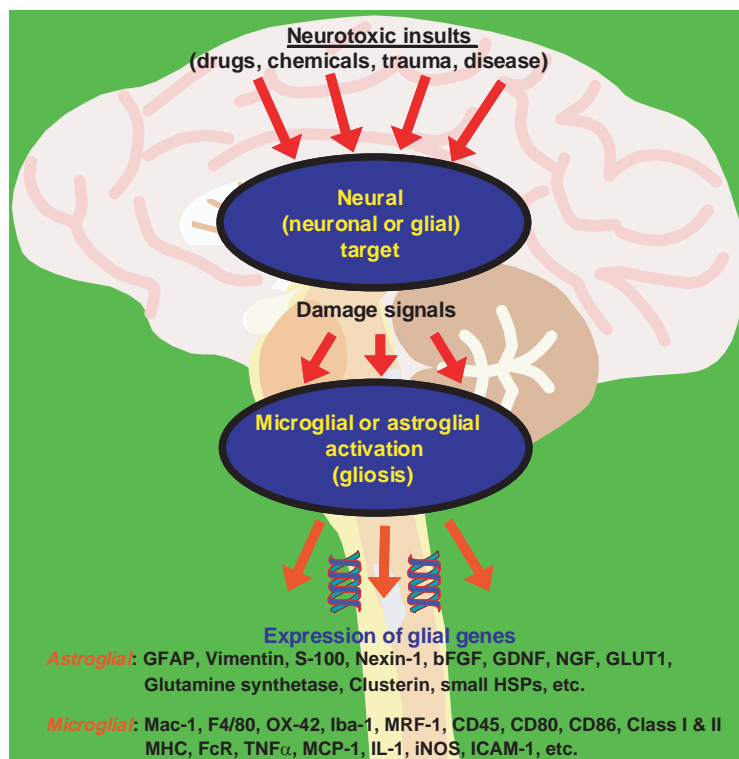 Neurotoxic insults
(drugs, chemicals, trauma, disease)
Neural
(neuronal or glial)
target
Damage signals
Microglial or astroglial
activation
(gliosis)
Expression of glial genes
Astroglial: GFAP, Vimentin, S-100, Nexin-1, bFGF, GDNF, NGF, GLUT1,
Glutamine synthetase, Clusterin, small HSPs, etc.
Microglial: Mac-1, F4/80, OX-42, Iba-1, MRF-1, CD45, CD80, CD86, Class I & II
MHC, FcR, TNFα, MCP-1, IL-1, iNOS, ICAM-1, etc.